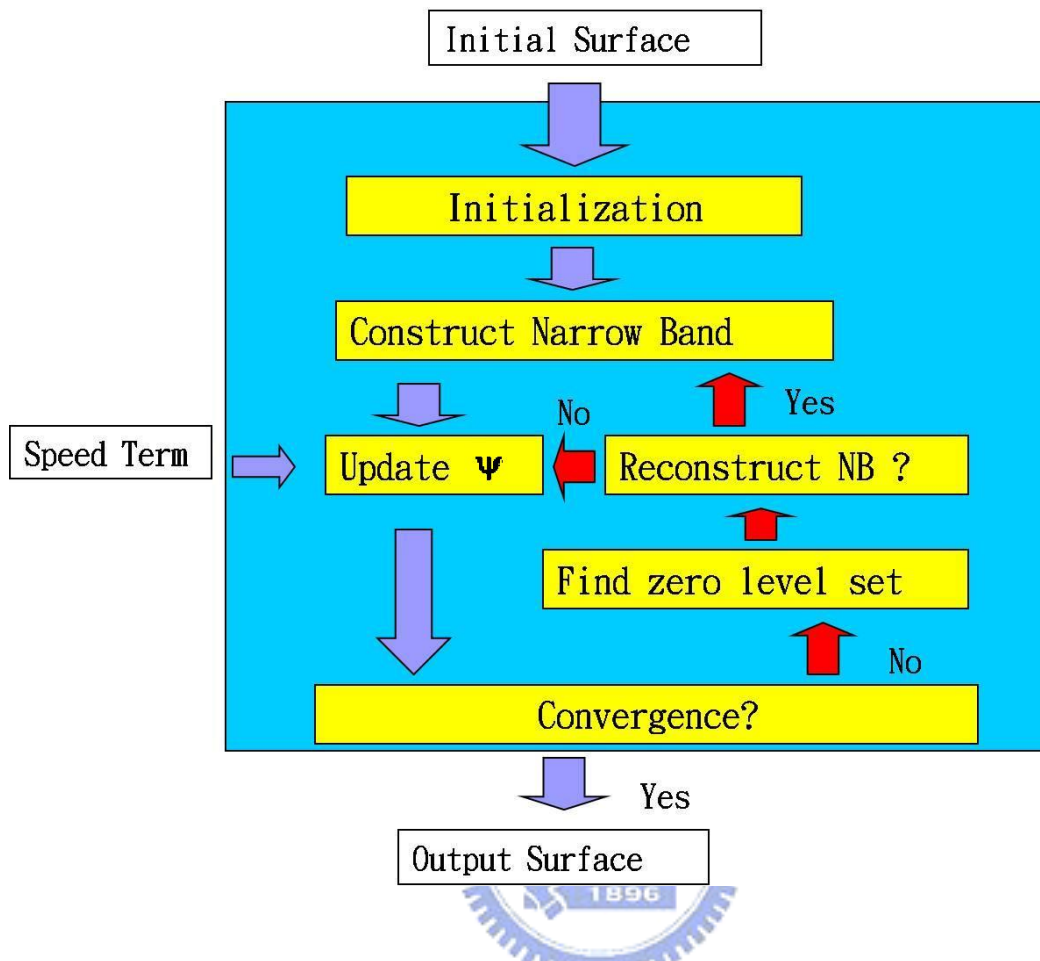 Initial Surface
Initialization
Construct Narrow Band
No
Yes
Speed Term
Update Ψ
Reconstruct NB ?
Find zero level set
No
Convergence?
Yes
Output Surface
1896